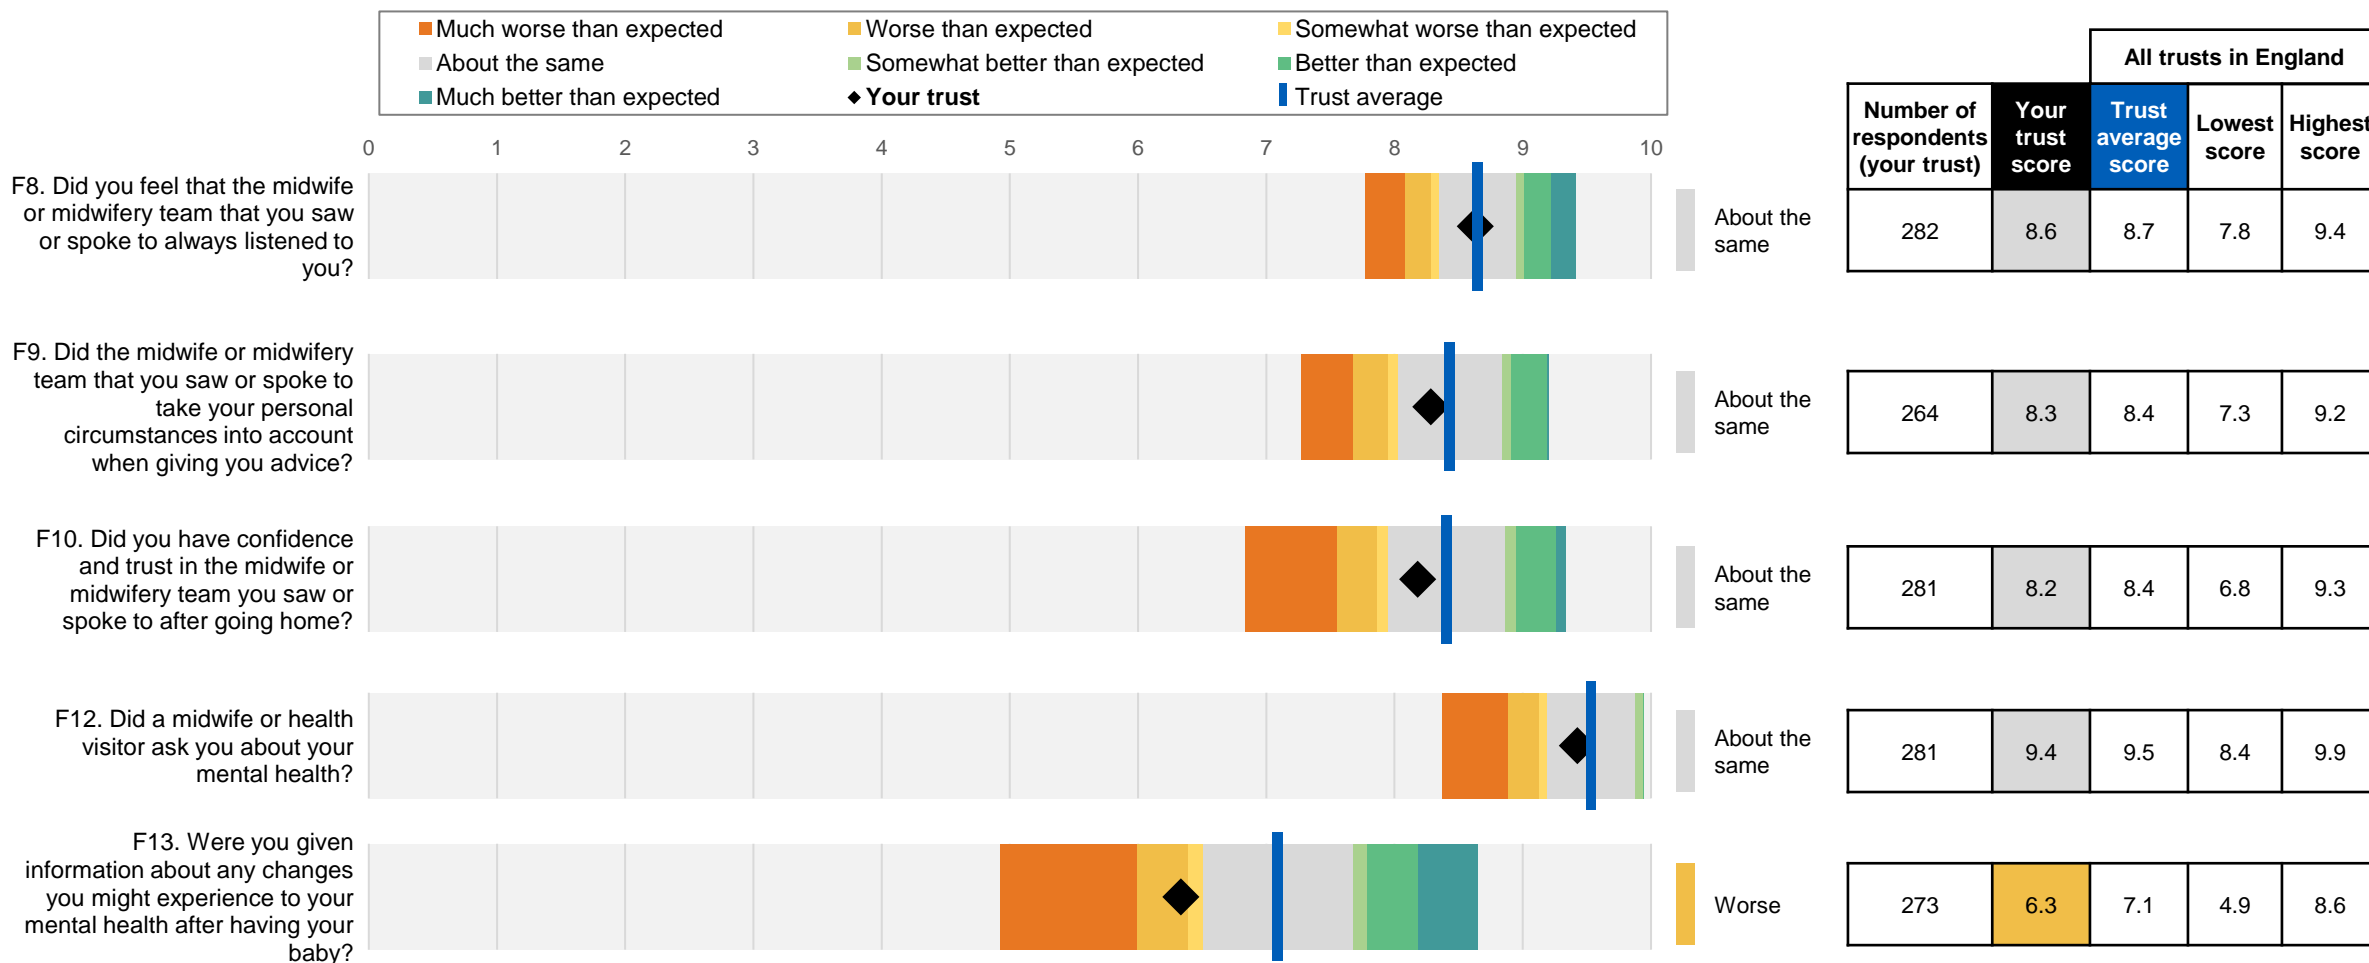 Much worse than expected
Worse than expected
Somewhat worse than expected
About the same
Somewhat better than expected
Better than expected
Much better than expected
Your trust
Trust average
All trusts in England
Number of respondents (your trust)
Your trust score
Trust average score
Lowest score
Highest score
0 1 2 3 4 5 6 7 8 9 10
F8. Did you feel that the midwife
or midwifery team that you saw
or spoke to always listened to
you?
About the
same
282 8.6 8.7 7.8 9.4
F9. Did the midwife or midwifery
team that you saw or spoke to
take your personal
circumstances into account
when giving you advice?
About the
same
264 8.3 8.4 7.3 9.2
F10. Did you have confidence
and trust in the midwife or
midwifery team you saw or
spoke to after going home?
About the
same
281 8.2 8.4 6.8 9.3
F12. Did a midwife or health
visitor ask you about your
mental health?
About the
same
281 9.4 9.5 8.4 9.9
F13. Were you given
information about any changes
you might experience to your
mental health after having your
baby?
Worse
273 6.3 7.1 4.9 8.6